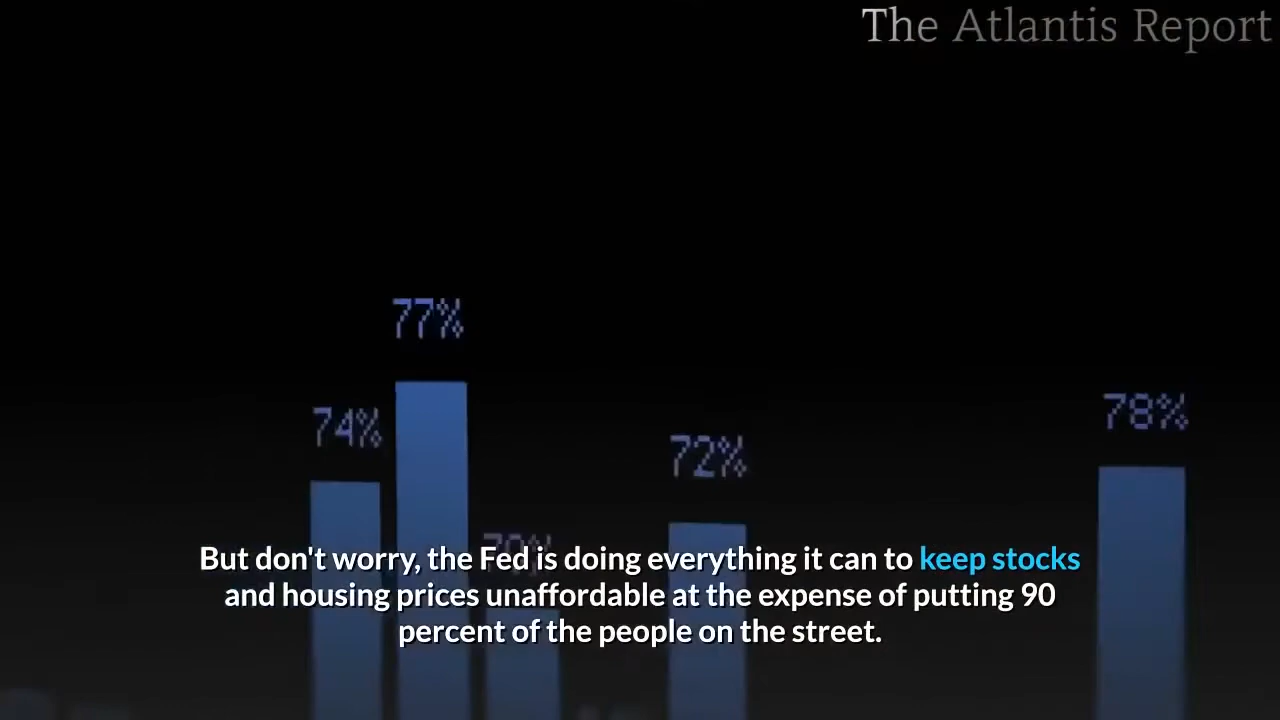 The Atlantis Report
77%
74%
78%
72%
But don't worry, the Fed is doing everything it can to keep stocks
and housing prices unaffordable at the expense of putting 90
percent of the people on the street.